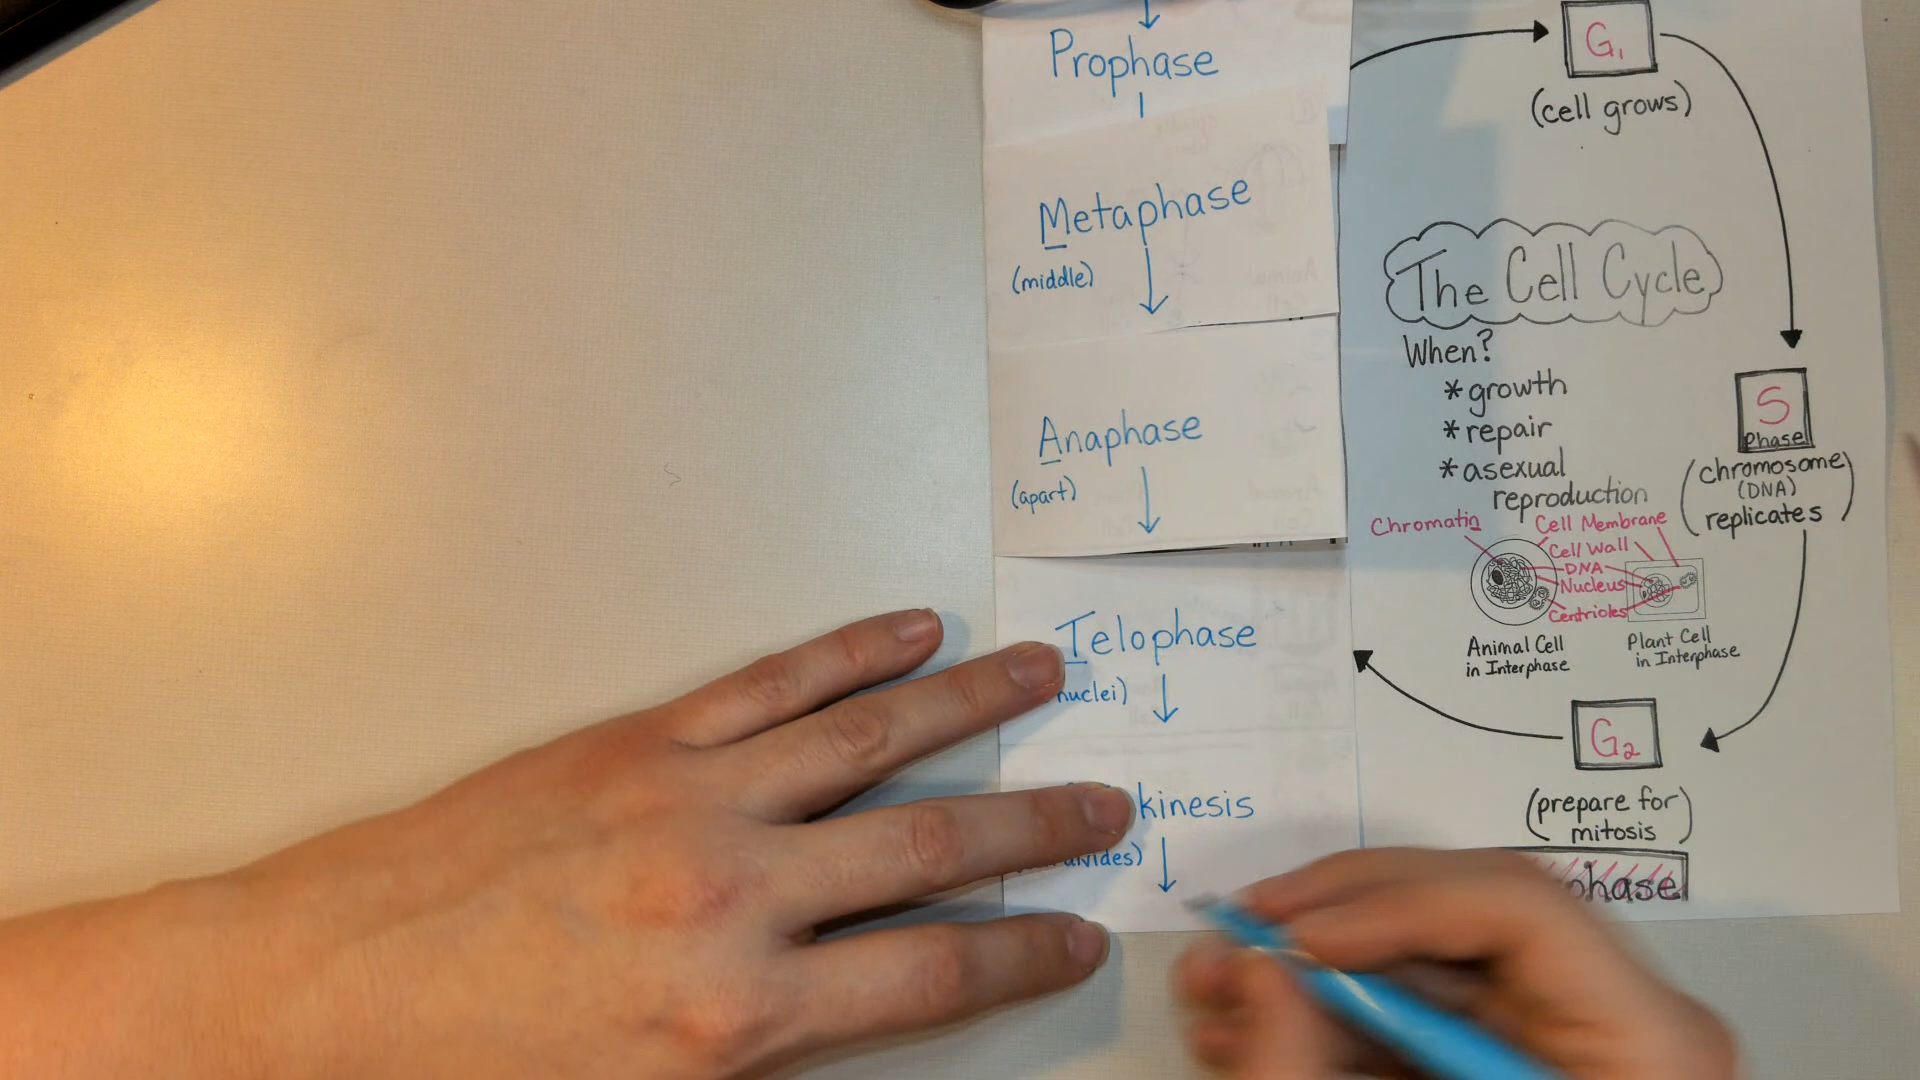 Prophase
Metaphase
(middle)
Anaphase
(apart)
Telophase
nuclei)
kinesis
divides)
G1
(cell grows)
The Cell Cycle
When?
* growth
* repair
* asexual
reproduction
S
Phase
(chromosome
(DNA)
replicates)
Chromatin
Cell Membrane
Cell Wall
DNA
Nucleus
Centrioles
Animal Cell
in Interphase
Plant Cell
in Interphase
G2
(prepare for
mitosis)
phase